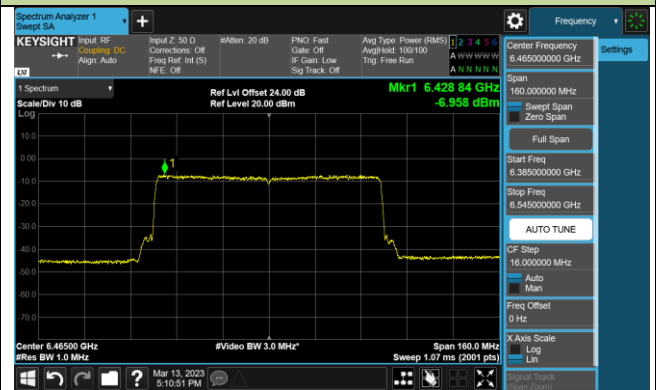 Spectrum Analyzer 1
Swept SA
Frequency
KEYSIGHT
Input: RF
Coupling: DC
Align: Auto
Input Z: 50 Ω
Corrections: Off
Freq Ref: Int (S)
NFE: Off
#Atten: 20 dB
PNO: Fast
Gate: Off
IF Gain: Low
Sig Track: Off
Avg Type: Power (RMS)
Avg|Hold: 100/100
Trig: Free Run
1 2 3 4 5 6
A W W W W W
A N N N N N
LXI
1 Spectrum
Scale/Div 10 dB
Log
Ref Lvl Offset 24.00 dB
Ref Level 20.00 dBm
Mkr1 6.428 84 GHz
-6.958 dBm
10.0
0.00
-10.0
-20.0
-30.0
-40.0
-50.0
-60.0
-70.0
1
Center 6.46500 GHz
#Res BW 1.0 MHz
#Video BW 3.0 MHz*
Span 160.0 MHz
Sweep 1.07 ms (2001 pts)
Mar 13, 2023
5:10:51 PM
Center Frequency
6.465000000 GHz
Settings
Span
160.000000 MHz
Swept Span
Zero Span
Full Span
Start Freq
6.385000000 GHz
Stop Freq
6.545000000 GHz
AUTO TUNE
CF Step
16.000000 MHz
Auto
Man
Freq Offset
0 Hz
X Axis Scale
Log
Lin
Signal Track
(Span Zoom)